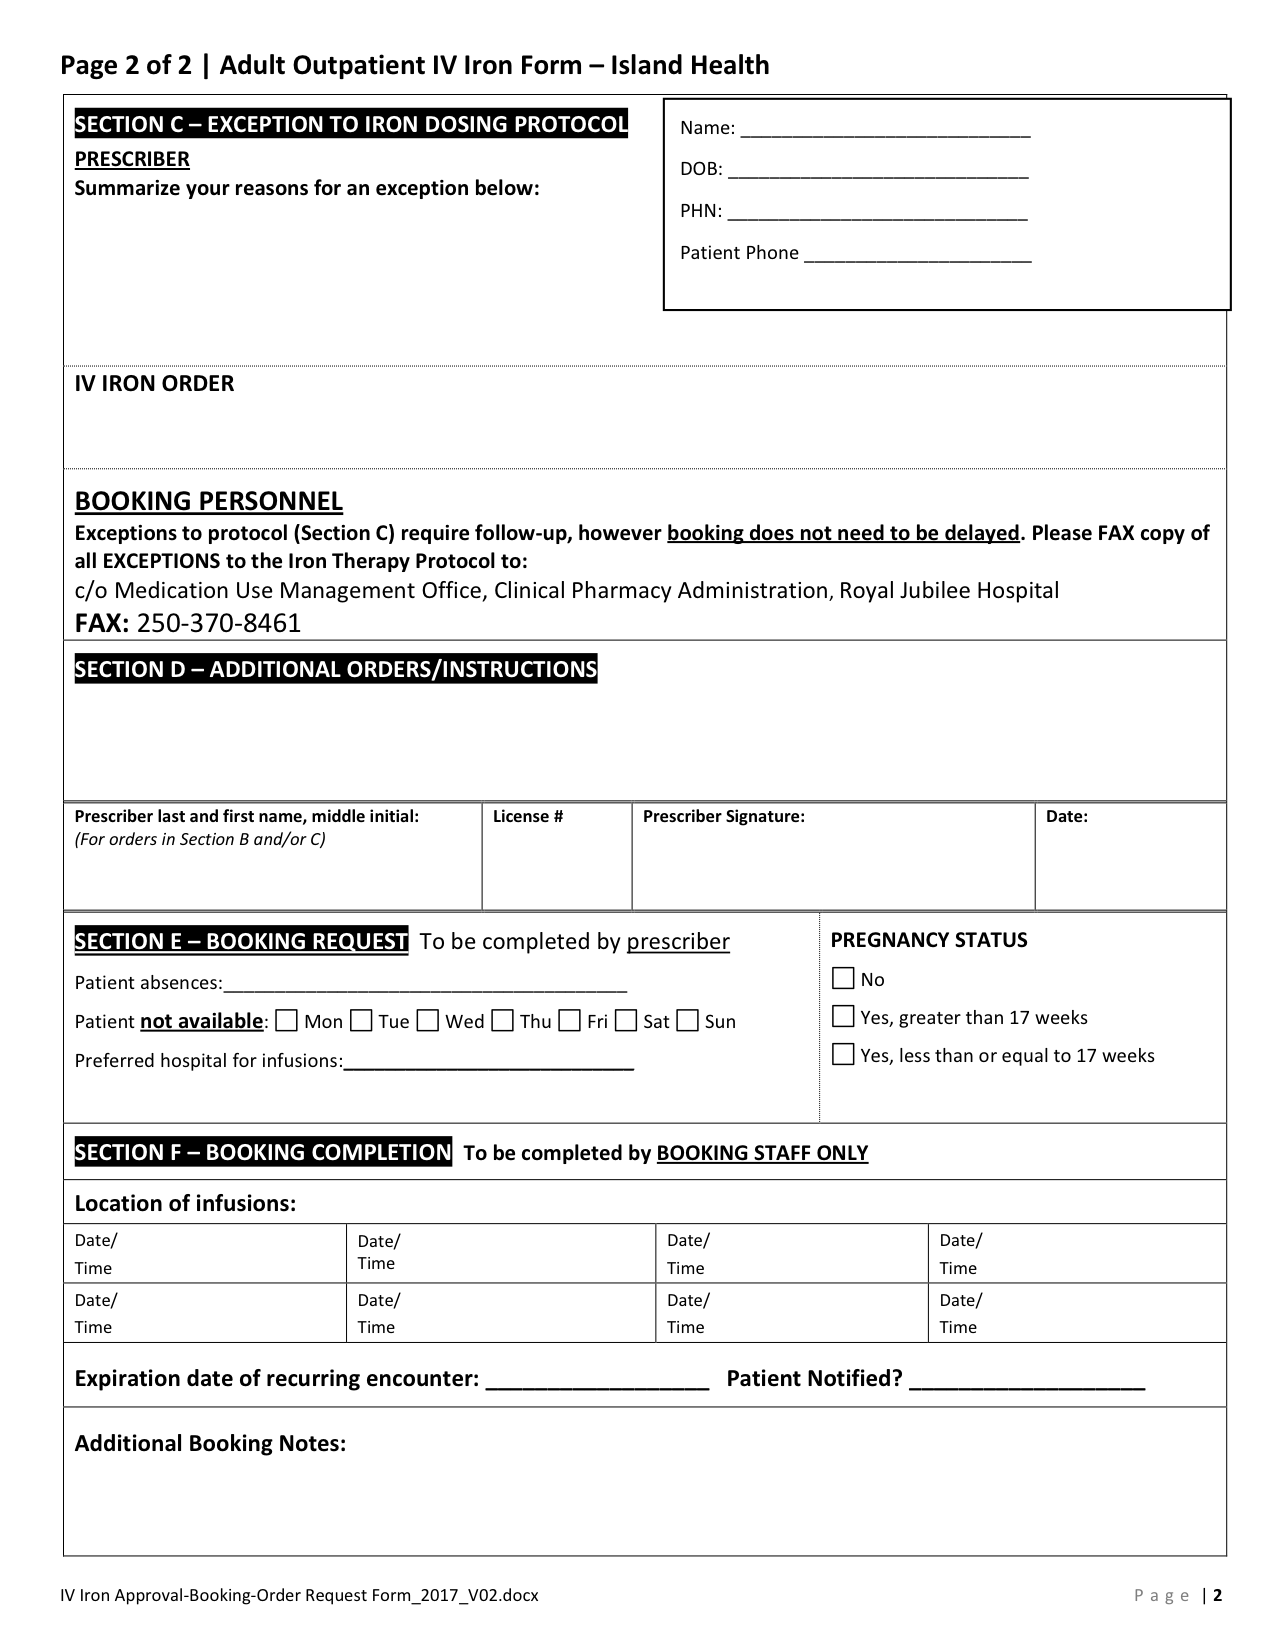 Page 2 of 2 | Adult Outpatient IV Iron Form – Island Health
SECTION C – EXCEPTION TO IRON DOSING PROTOCOL
PRESCRIBER
Summarize your reasons for an exception below:
Name: ____________________________
DOB: _____________________________
PHN: _____________________________
Patient Phone ______________________
IV IRON ORDER
BOOKING PERSONNEL
Exceptions to protocol (Section C) require follow-up, however booking does not need to be delayed. Please FAX copy of
all EXCEPTIONS to the Iron Therapy Protocol to:
c/o Medication Use Management Office, Clinical Pharmacy Administration, Royal Jubilee Hospital
FAX: 250-370-8461
SECTION D – ADDITIONAL ORDERS/INSTRUCTIONS
Prescriber last and first name, middle initial:
(For orders in Section B and/or C)
License #
Prescriber Signature:
Date:
SECTION E – BOOKING REQUEST To be completed by prescriber
Patient absences:_______________________________________
Patient not available: ☐ Mon ☐ Tue ☐ Wed ☐ Thu ☐ Fri ☐ Sat ☐ Sun
Preferred hospital for infusions:____________________________
PREGNANCY STATUS
☐ No
☐ Yes, greater than 17 weeks
☐ Yes, less than or equal to 17 weeks
SECTION F – BOOKING COMPLETION To be completed by BOOKING STAFF ONLY
Location of infusions:
Date/ Date/ Date/ Date/
Time Time Time Time
Date/ Date/ Date/ Date/
Time Time Time Time
Expiration date of recurring encounter: __________________ Patient Notified? ___________________
Additional Booking Notes:
IV Iron Approval-Booking-Order Request Form_2017_V02.docx
Page | 2